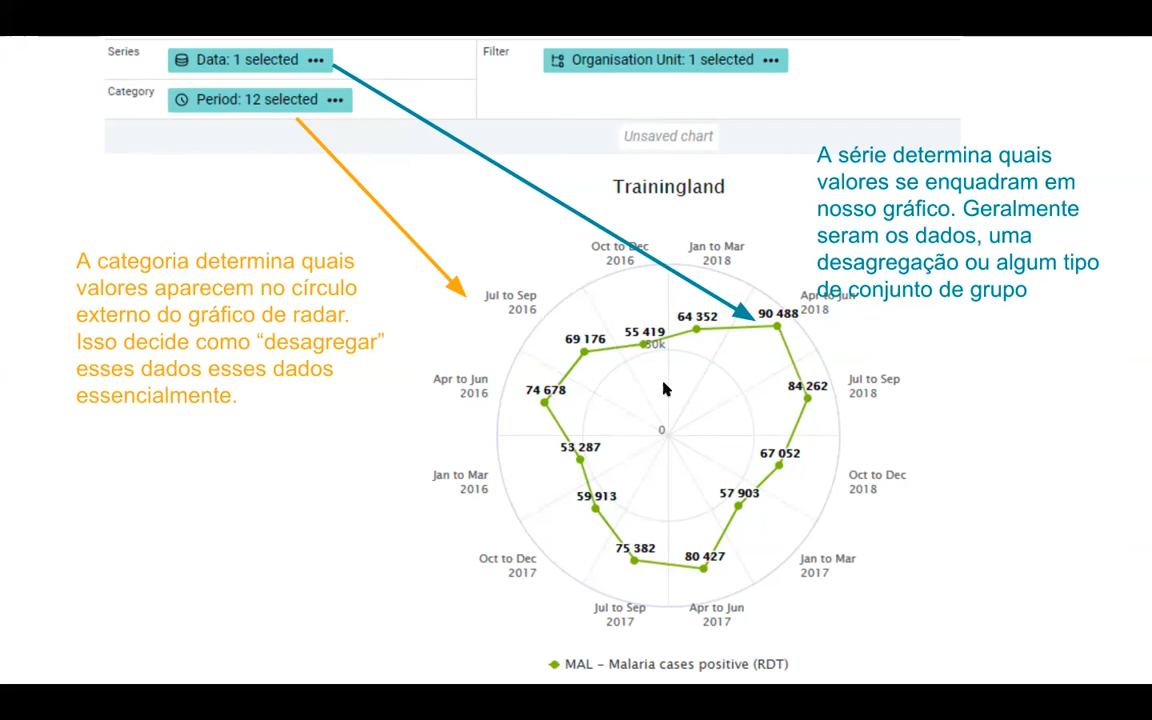 Series
Data: 1 selected
Filter
Organisation Unit: 1 selected
Category
Period: 12 selected
Unsaved chart
A série determina quais
valores se enquadram em
nosso gráfico. Geralmente
seram os dados, uma
desagregação ou algum tipo
de conjunto de grupo
Trainingland
A categoria determina quais
valores aparecem no círculo
externo do gráfico de radar.
Isso decide como “desagregar”
esses dados esses dados
essencialmente.
Oct to Dec
2016
Jan to Mar
2018
Jul to Sep
2016
Apr to Jun
2018
64 352
90 488
55 419
69 176
50k
Apr to Jun
2016
74 678
84 262
Jul to Sep
2018
0
53 287
67 052
Jan to Mar
2016
Oct to Dec
2018
59 913
57 903
75 382
80 427
Oct to Dec
2017
Jan to Mar
2017
Jul to Sep
2017
Apr to Jun
2017
MAL – Malaria cases positive (RDT)